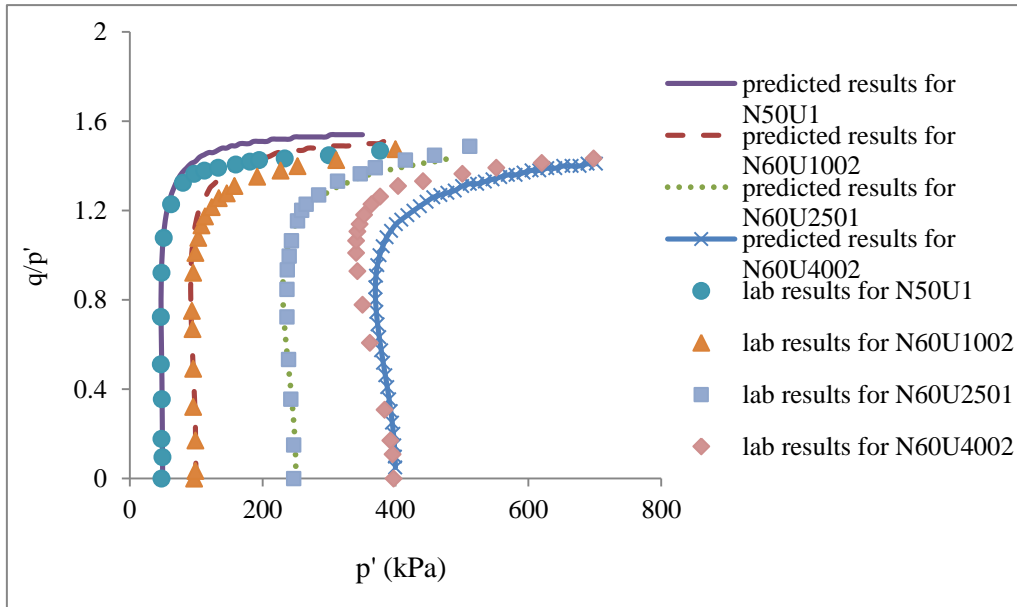 2
1.6
1.2
0.8
0.4
0
q/p'
0
200
400
600
800
p' (kPa)
predicted results for
N50U1
predicted results for
N60U1002
predicted results for
N60U2501
predicted results for
N60U4002
lab results for N50U1
lab results for N60U1002
lab results for N60U2501
lab results for N60U4002